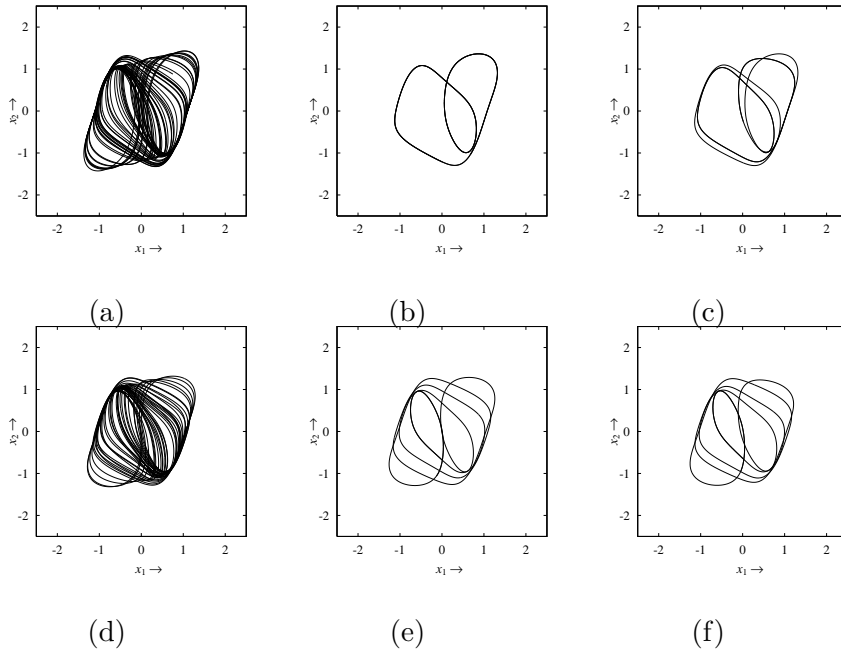 2
1
0
-1
-2
x₂ →
-2 -1 0 1 2
x₁ →
(a)
2
1
0
-1
-2
x₂ →
-2 -1 0 1 2
x₁ →
(b)
2
1
0
-1
-2
x₂ →
-2 -1 0 1 2
x₁ →
(c)
2
1
0
-1
-2
x₂ →
-2 -1 0 1 2
x₁ →
(d)
2
1
0
-1
-2
x₂ →
-2 -1 0 1 2
x₁ →
(e)
2
1
0
-1
-2
x₂ →
-2 -1 0 1 2
x₁ →
(f)